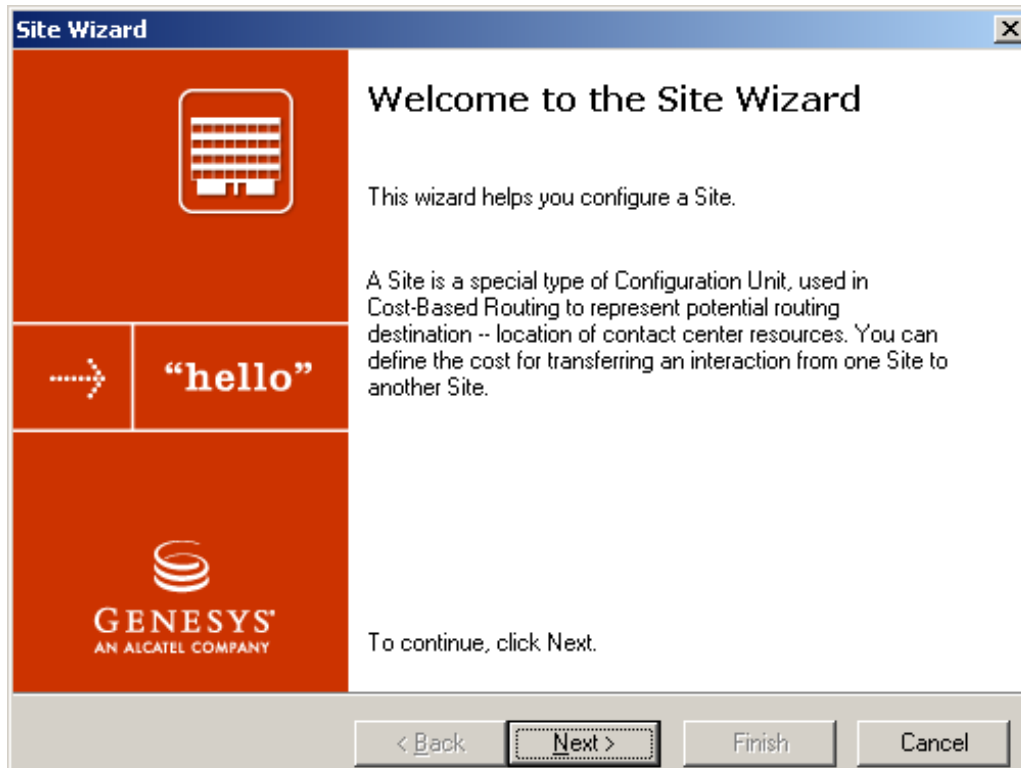 Site Wizard
Welcome to the Site Wizard
This wizard helps you configure a Site.
A Site is a special type of Configuration Unit, used in
Cost-Based Routing to represent potential routing
destination -- location of contact center resources. You can
define the cost for transferring an interaction from one Site to
another Site.
“hello”
GENESYS
AN ALCATEL COMPANY
To continue, click Next.
< Back
Next >
Finish
Cancel